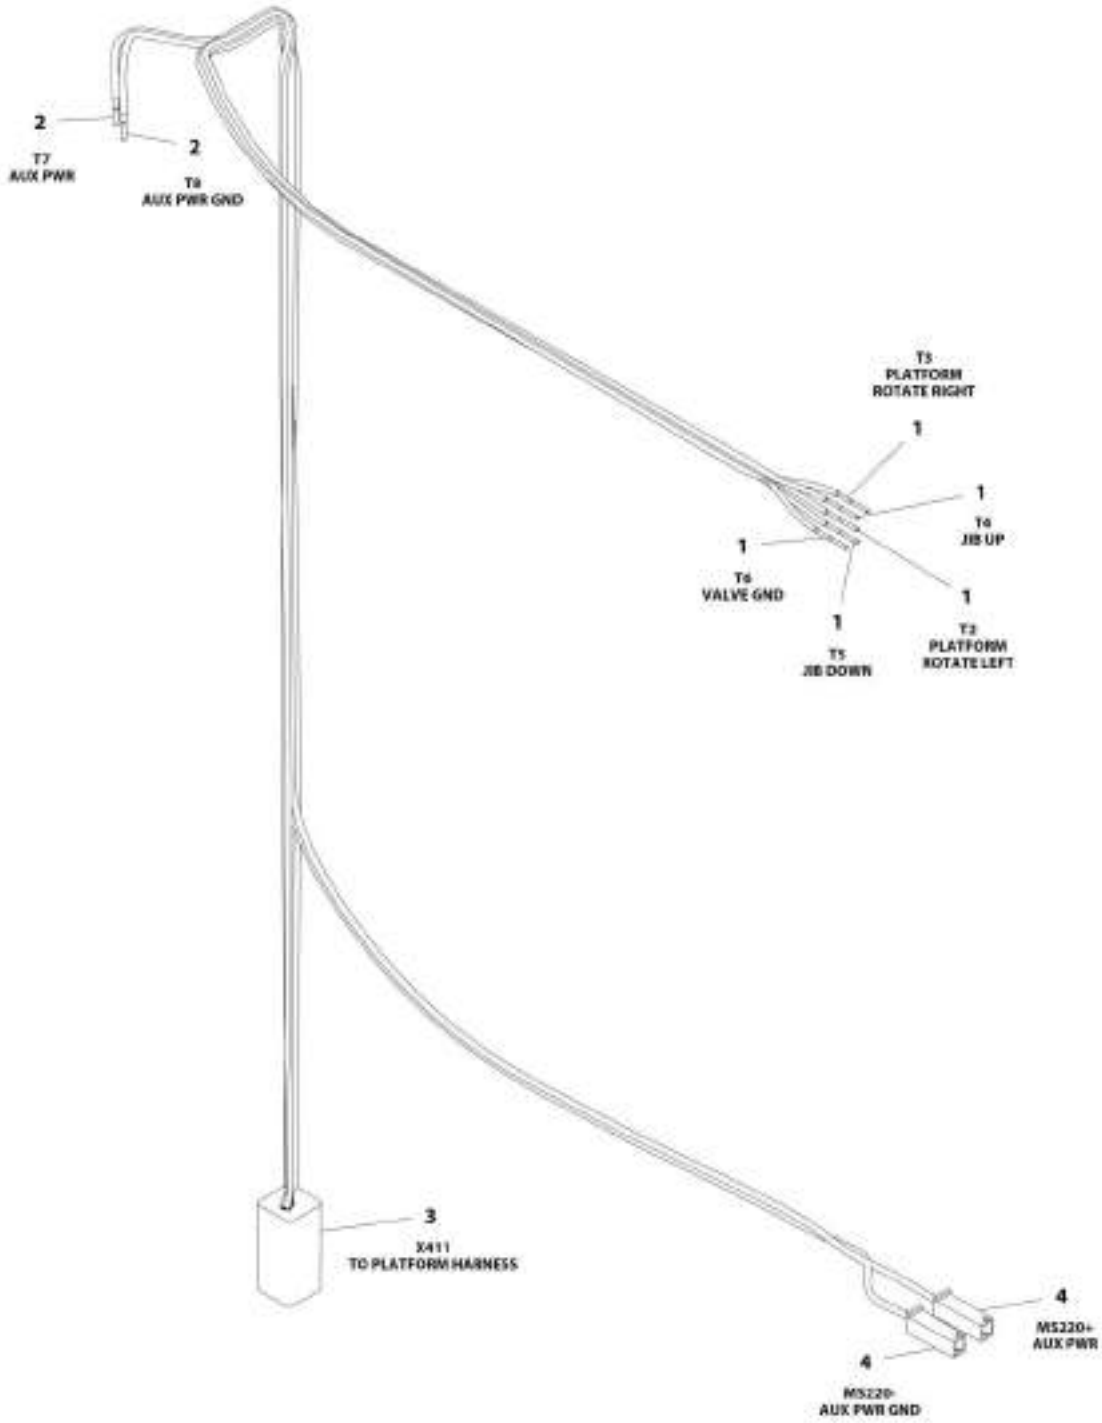 2
T7
AUX PWR
2
T8
AUX PWR GND
T3
PLATFORM
ROTATE RIGHT
1
1
T4
JIB UP
1
T6
VALVE GND
1
T5
JIB DOWN
1
T2
PLATFORM
ROTATE LEFT
3
X411
TO PLATFORM HARNESS
4
MS220+
AUX PWR
4
MS220-
AUX PWR GND